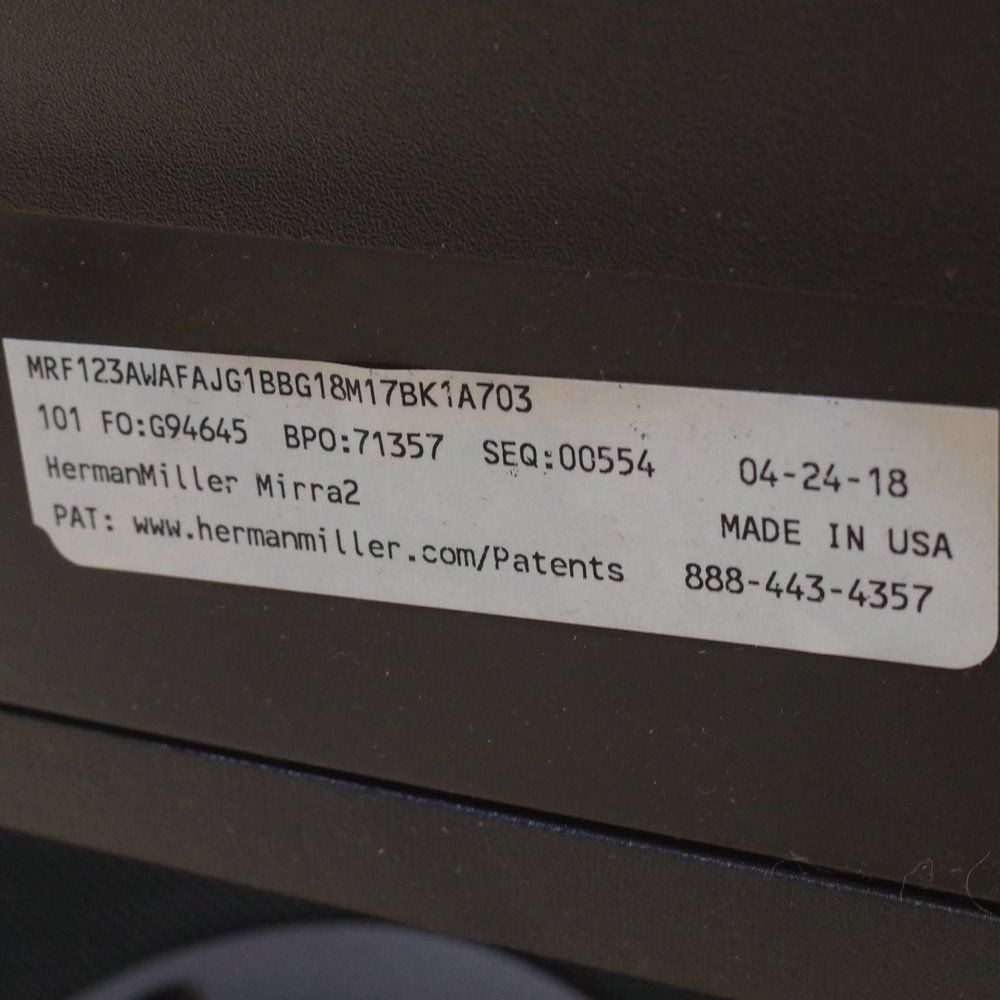 MRF123AWAFAJG1BBG18M17BK1A703
101 FO:G94645 BPO:71357 SEQ:00554 04-24-18
HermanMiller Mirra2 MADE IN USA
PAT: www.hermanmiller.com/Patents 888-443-4357